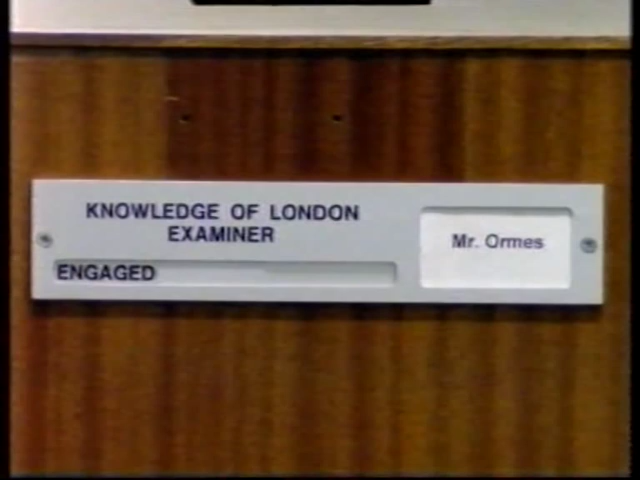 KNOWLEDGE OF LONDON
EXAMINER
ENGAGED
Mr. Ormes